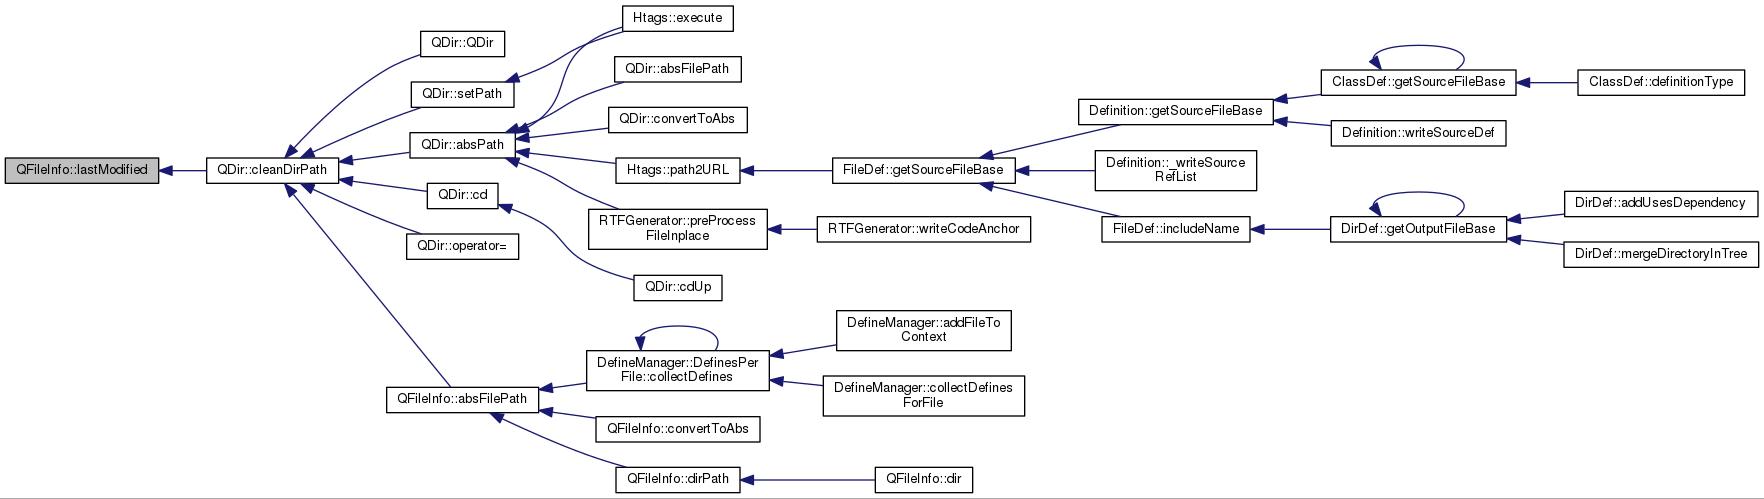 QFileInfo::lastModified
QDir::cleanDirPath
QDir::QDir
QDir::setPath
QDir::absPath
QDir::cd
QDir::operator=
QFileInfo::absFilePath
Htags::execute
QDir::absFilePath
QDir::convertToAbs
Htags::path2URL
RTFGenerator::preProcess
FileInplace
QDir::cdUp
DefineManager::DefinesPer
File::collectDefines
QFileInfo::convertToAbs
QFileInfo::dirPath
FileDef::getSourceFileBase
RTFGenerator::writeCodeAnchor
DefineManager::addFileTo
Context
DefineManager::collectDefines
ForFile
QFileInfo::dir
Definition::getSourceFileBase
Definition::_writeSource
RefList
FileDef::includeName
ClassDef::getSourceFileBase
Definition::writeSourceDef
DirDef::getOutputFileBase
ClassDef::definitionType
DirDef::addUsesDependency
DirDef::mergeDirectoryInTree